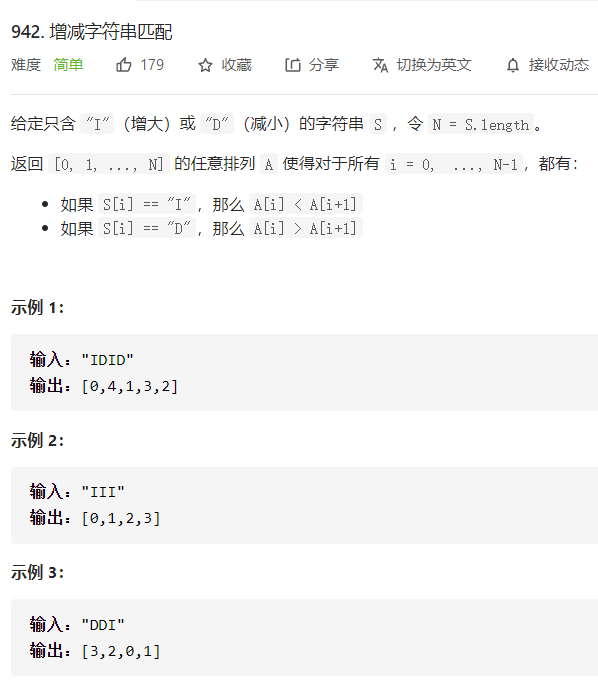 942. 增减字符串匹配
难度 简单 179 收藏 分享 切换为英文 接收动态
给定只含 "I"（增大）或 "D"（减小）的字符串 S ，令 N = S.length。
返回 [0, 1, ..., N] 的任意排列 A 使得对于所有 i = 0, ..., N-1，都有：
• 如果 S[i] == "I"，那么 A[i] < A[i+1]
• 如果 S[i] == "D"，那么 A[i] > A[i+1]
示例 1：
输入："IDID"
输出：[0,4,1,3,2]
示例 2：
输入："III"
输出：[0,1,2,3]
示例 3：
输入："DDI"
输出：[3,2,0,1]